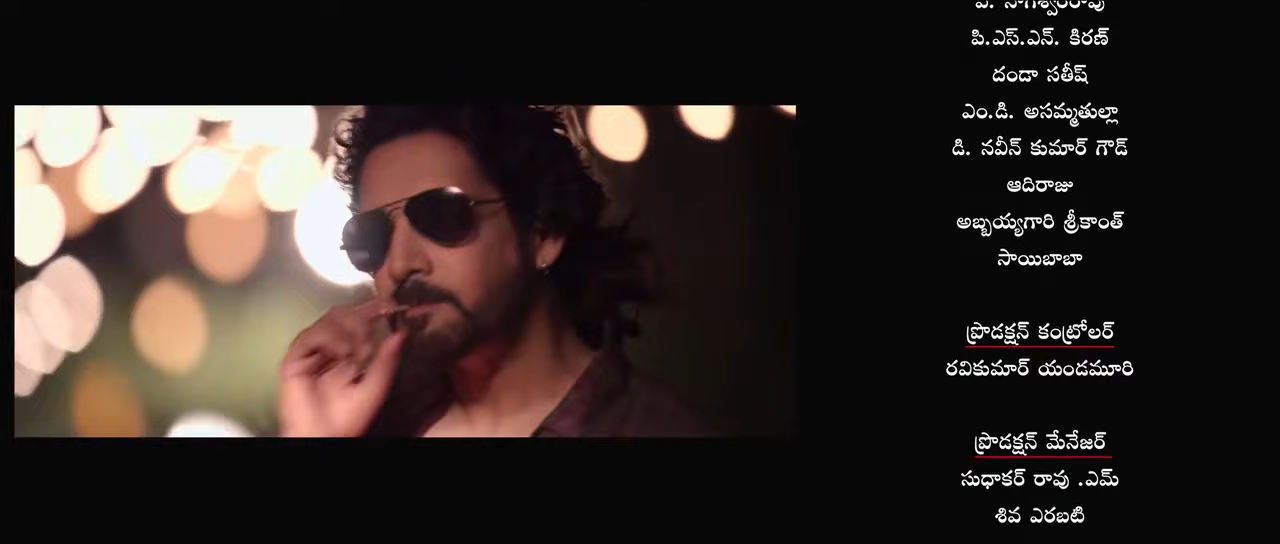 పి.ఎస్.ఎన్. కిరణ్
దండా సతీష్
ఎం.డి. అసమ్మతుల్లా
డి. నవీన్ కుమార్ గౌడ్
ఆదిరాజు
అబ్బయ్యగారి శ్రీకాంత్
సాయిబాబా
ప్రొడక్షన్ కంట్రోలర్
రవికుమార్ యండమూరి
ప్రొడక్షన్ మేనేజర్
సుధాకర్ రావు .ఎమ్
శివ ఎరబటి